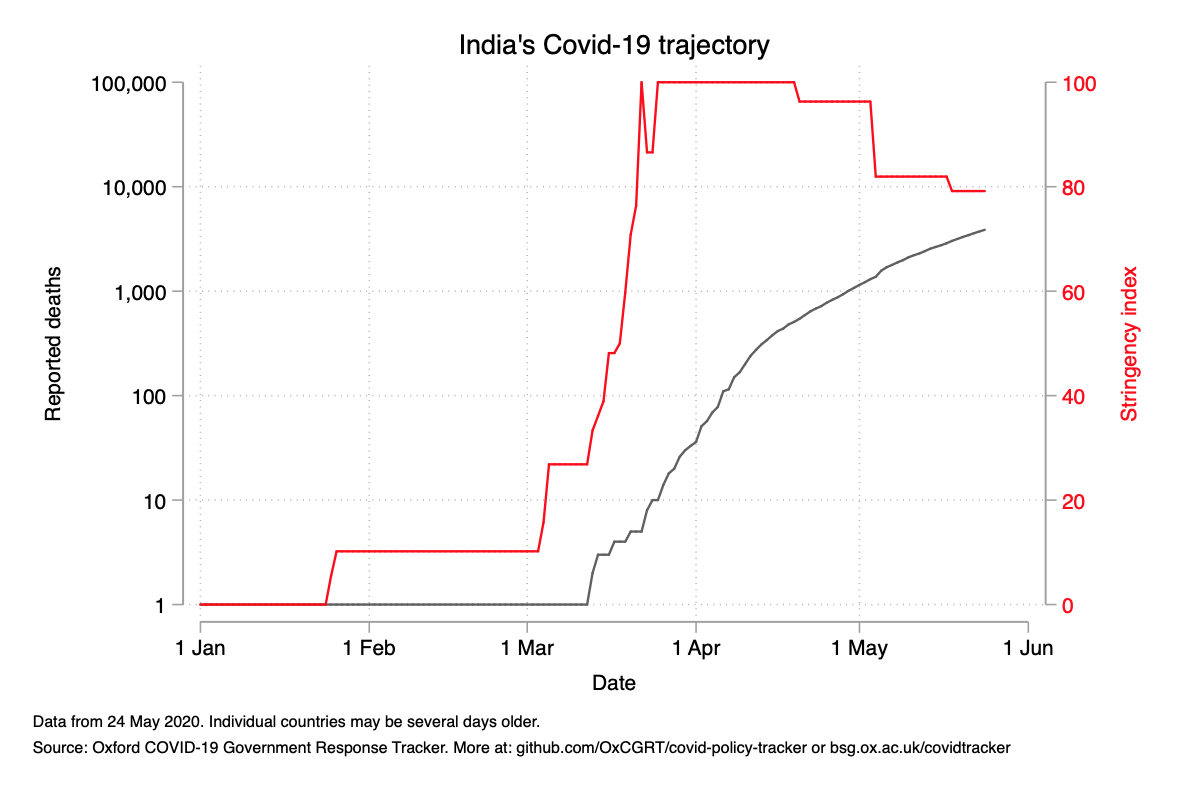 India's Covid-19 trajectory
100,000
10,000
1,000
100
10
1
Reported deaths
100
80
60
40
20
0
Stringency index
1 Jan 1 Feb 1 Mar 1 Apr 1 May 1 Jun
Date
Data from 24 May 2020. Individual countries may be several days older.
Source: Oxford COVID-19 Government Response Tracker. More at: github.com/OxCGRT/covid-policy-tracker or bsg.ox.ac.uk/covidtracker